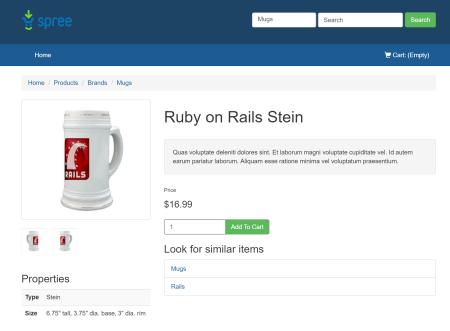 spree
Mugs
Search
Search
Home
Cart: (Empty)
Home / Products / Brands / Mugs
Ruby on Rails Stein
Quas voluptate deleniti dolores sint. Et laborum magni voluptate cupiditate vel. Id autem
earum pariatur laborum. Aliquam esse ratione minima vel voluptatum praesentium.
RAILS
Price
$16.99
1
Add To Cart
Look for similar items
Mugs
Rails
Properties
Type Stein
Size 6.75" tall, 3.75" dia. base, 3" dia. rim